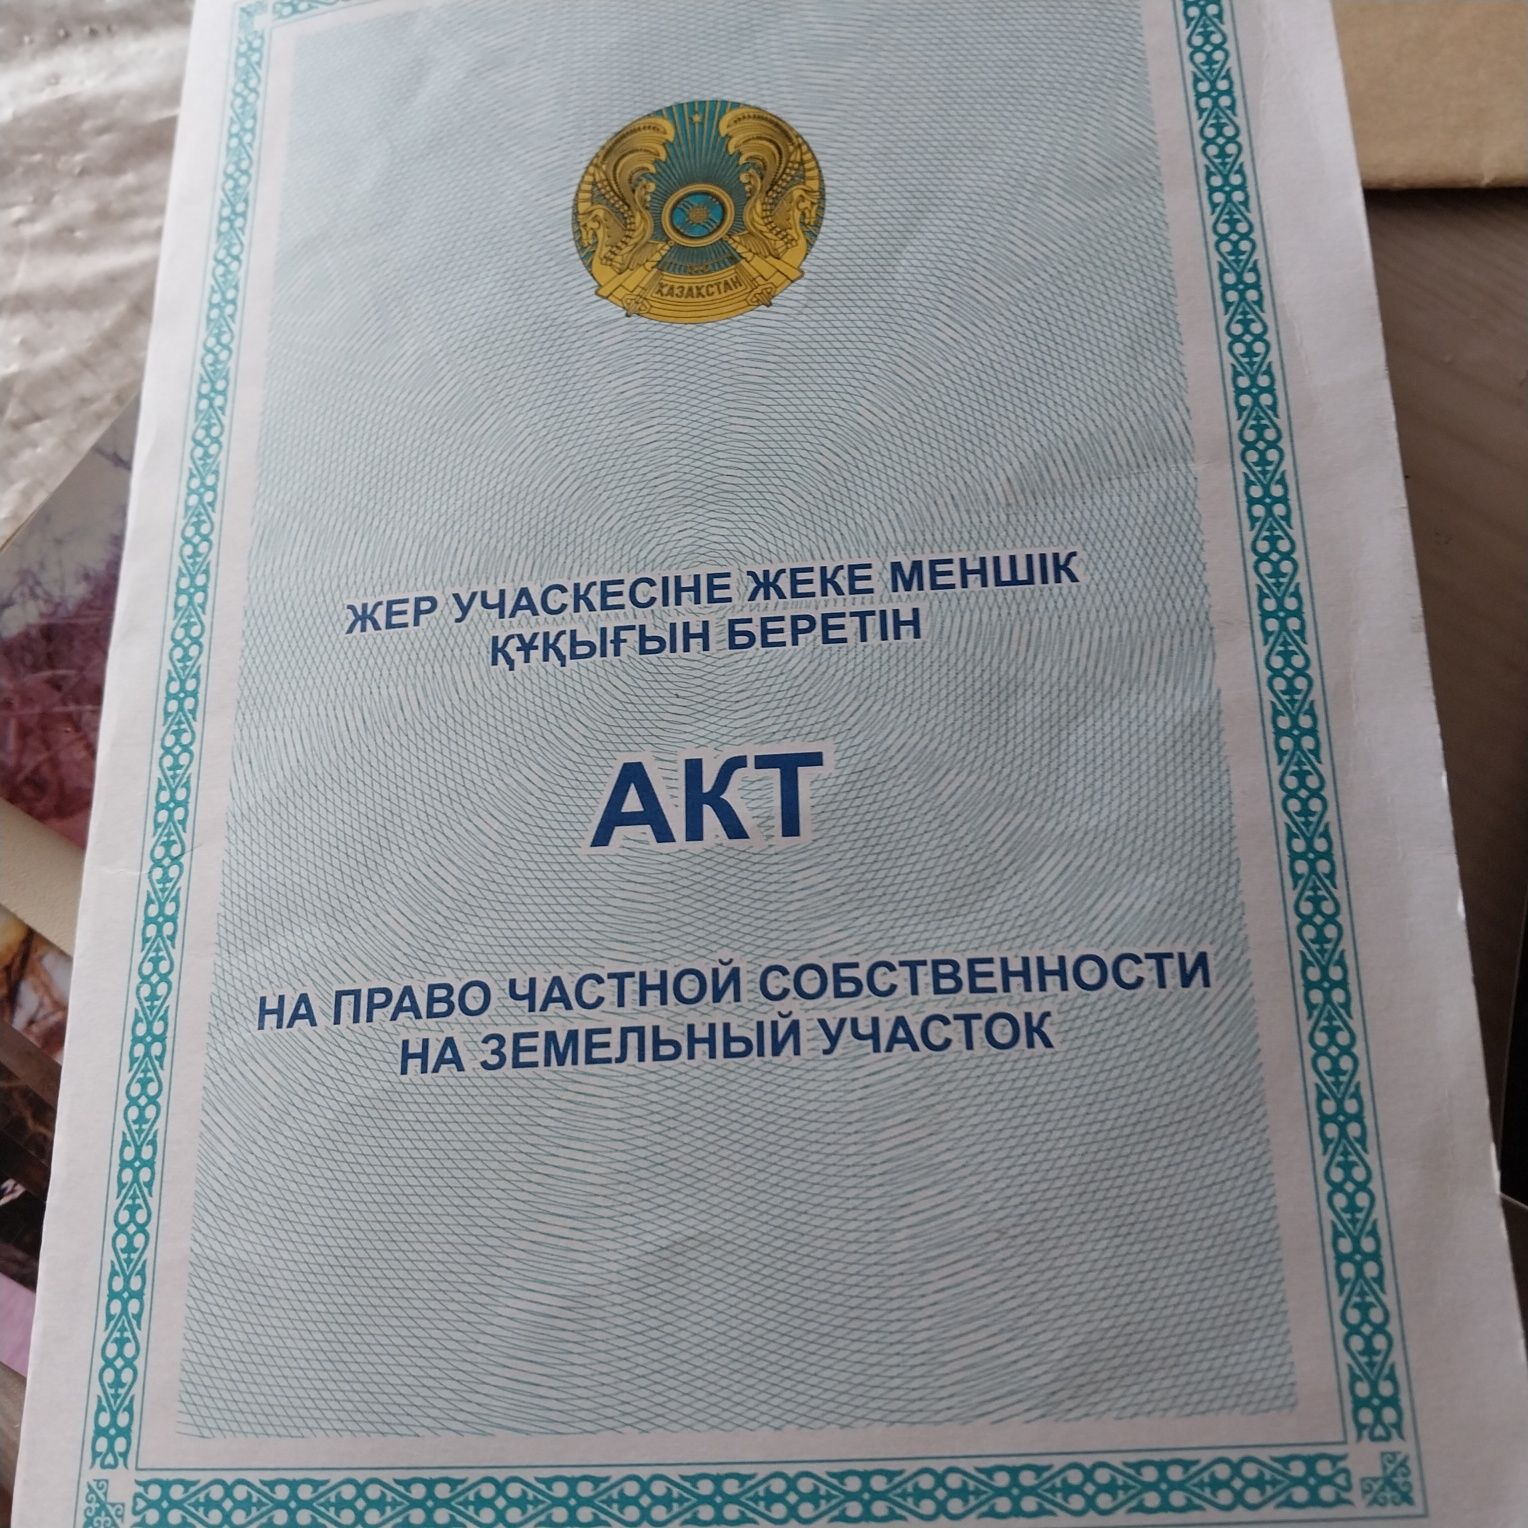 ҚАЗАҚСТАН
ЖЕР УЧАСКЕСІНЕ ЖЕКЕ МЕНШІК
ҚҰҚЫҒЫН БЕРЕТІН
АКТ
НА ПРАВО ЧАСТНОЙ СОБСТВЕННОСТИ
НА ЗЕМЕЛЬНЫЙ УЧАСТОК